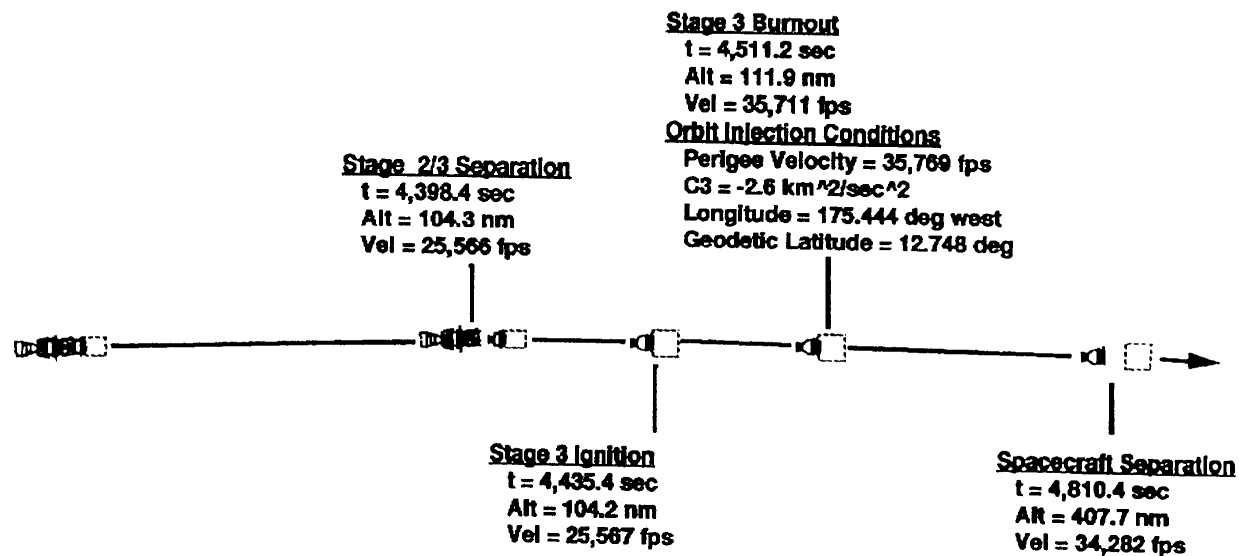 Stage 3 Burnout
t = 4,511.2 sec
Alt = 111.9 nm
Vel = 35,711 fps
Orbit Injection Conditions
Perigee Velocity = 35,769 fps
C3 = -2.6 km^2/sec^2
Longitude = 175.444 deg west
Geodetic Latitude = 12.748 deg
Stage 2/3 Separation
t = 4,398.4 sec
Alt = 104.3 nm
Vel = 25,566 fps
Stage 3 Ignition
t = 4,435.4 sec
Alt = 104.2 nm
Vel = 25,567 fps
Spacecraft Separation
t = 4,810.4 sec
Alt = 407.7 nm
Vel = 34,282 fps